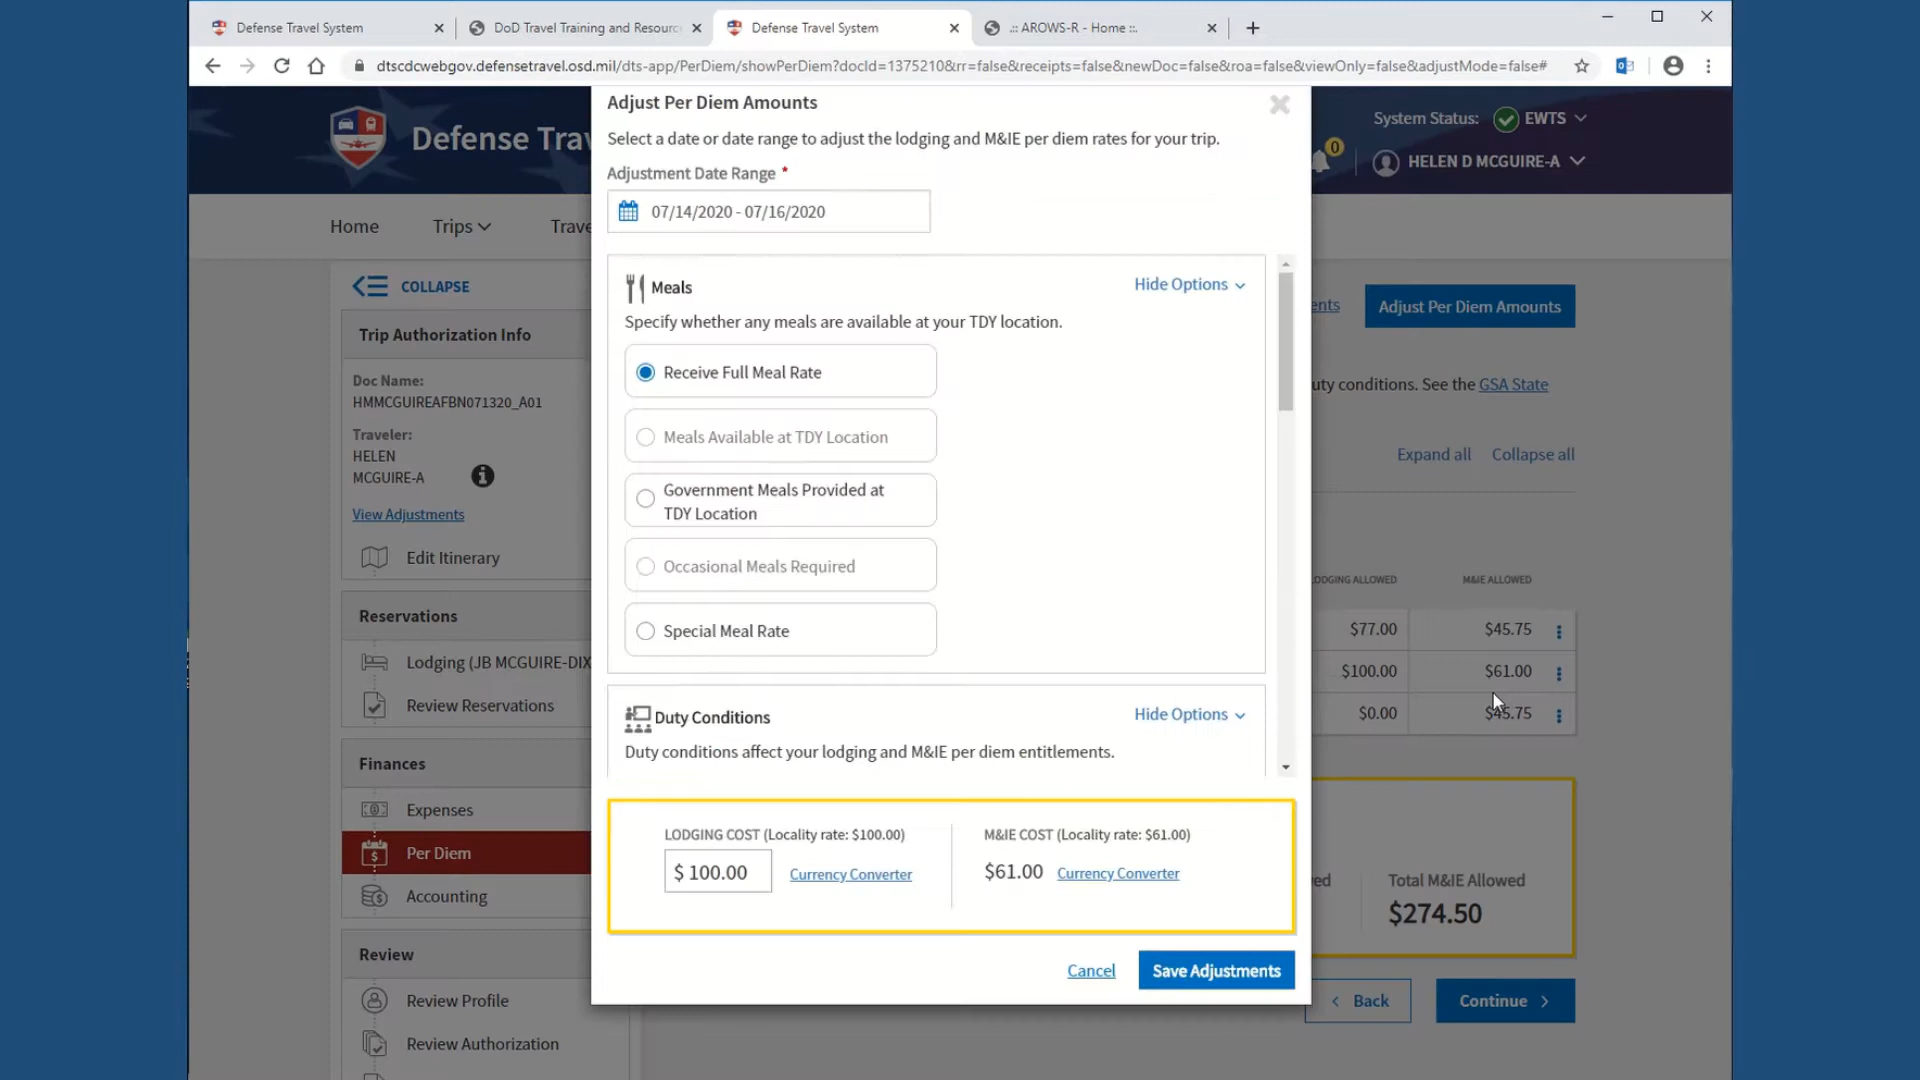 Defense Travel System
DoD Travel Training and Resourc
Defense Travel System
.:: AROWS-R - Home ::.
dtscdcwebgov.defensetravel.osd.mil/dts-app/PerDiem/showPerDiem?docId=1375210&rr=false&receipts=false&newDoc=false&roa=false&viewOnly=false&adjustMode=false#
Defense Tra
System Status: EWTS
0
HELEN D MCGUIRE-A
Home Trips Trave
COLLAPSE
Trip Authorization Info
Doc Name:
HMMCGUIREAFBN071320_A01
Traveler:
HELEN
MCGUIRE-A
View Adjustments
Edit Itinerary
Reservations
Lodging (JB MCGUIRE-DIX
Review Reservations
Finances
Expenses
Per Diem
Accounting
Review
Review Profile
Review Authorization
Adjust Per Diem Amounts
Select a date or date range to adjust the lodging and M&IE per diem rates for your trip.
Adjustment Date Range *
07/14/2020 - 07/16/2020
Meals
Hide Options
Specify whether any meals are available at your TDY location.
Receive Full Meal Rate
Meals Available at TDY Location
Government Meals Provided at
TDY Location
Occasional Meals Required
Special Meal Rate
Duty Conditions
Hide Options
Duty conditions affect your lodging and M&IE per diem entitlements.
LODGING COST (Locality rate: $100.00)
$ 100.00 Currency Converter
M&IE COST (Locality rate: $61.00)
$61.00 Currency Converter
Cancel
Save Adjustments
ents
Adjust Per Diem Amounts
uty conditions. See the GSA State
Expand all Collapse all
ODGING ALLOWED M&IE ALLOWED
$77.00 $45.75
$100.00 $61.00
$0.00 $45.75
ed
Total M&IE Allowed
$274.50
Back
Continue